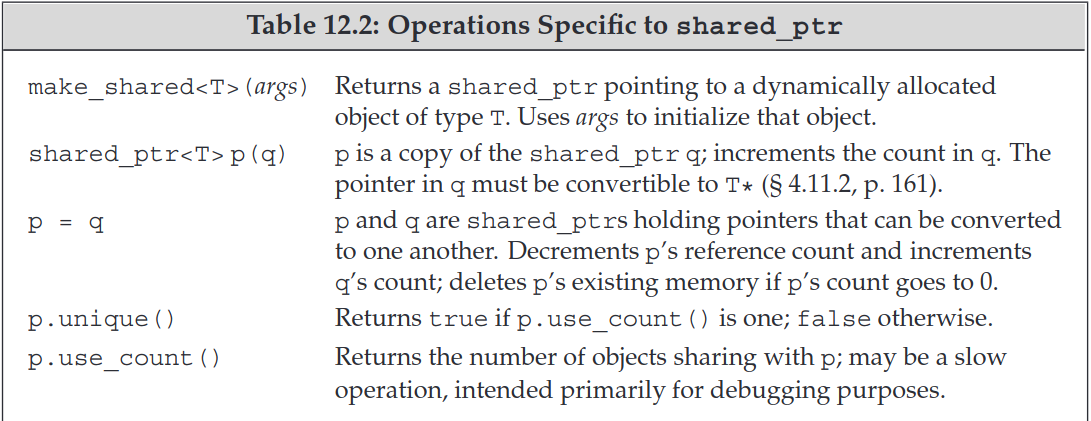 Table 12.2: Operations Specific to shared_ptr
make_shared<T>(args) Returns a shared_ptr pointing to a dynamically allocated
object of type T. Uses args to initialize that object.
shared_ptr<T> p(q) p is a copy of the shared_ptr q; increments the count in q. The
pointer in q must be convertible to T* (§ 4.11.2, p. 161).
p = q p and q are shared_ptrs holding pointers that can be converted
to one another. Decrements p’s reference count and increments
q’s count; deletes p’s existing memory if p’s count goes to 0.
p.unique() Returns true if p.use_count() is one; false otherwise.
p.use_count() Returns the number of objects sharing with p; may be a slow
operation, intended primarily for debugging purposes.